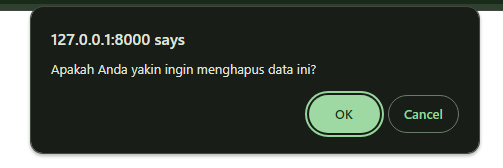 127.0.0.1:8000 says
Apakah Anda yakin ingin menghapus data ini?
OK
Cancel